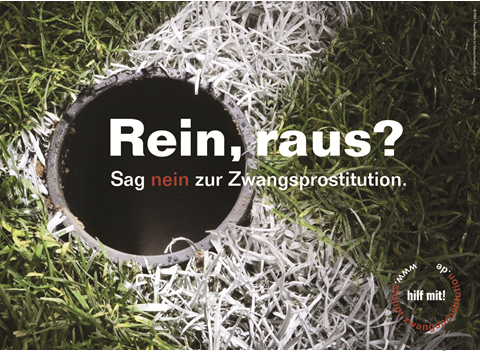 Rein, raus?
Sag nein zur Zwangsprostitution.
hilf mit!